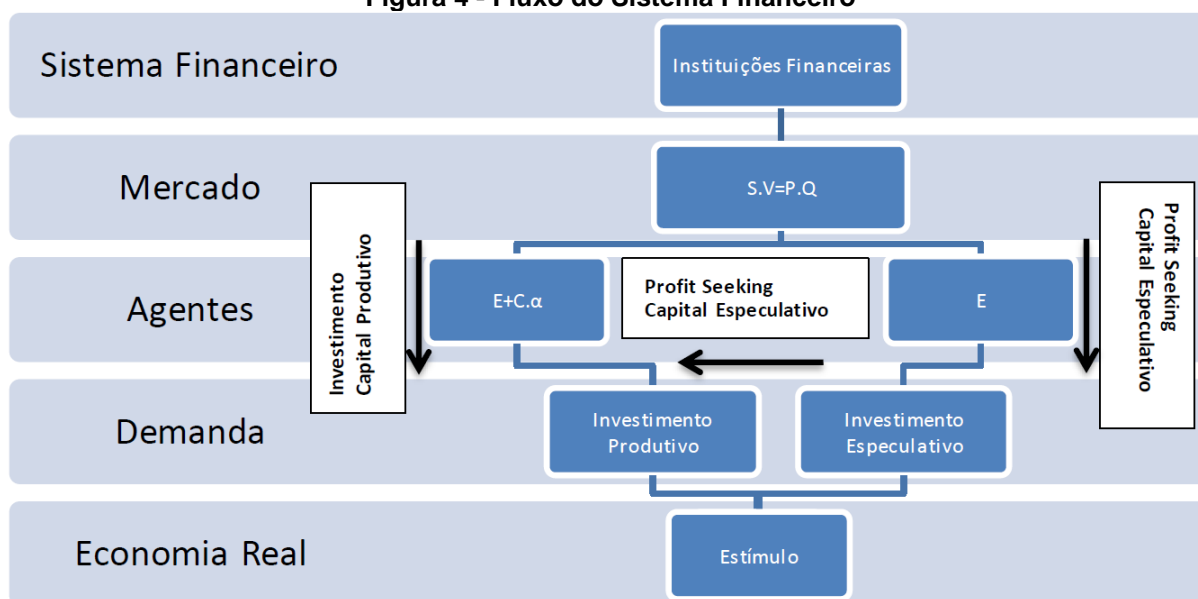 Figura 4 - Fluxo do Sistema Financeiro
Sistema Financeiro
Instituições Financeiras
Mercado
S.V=P.Q
Investimento
Capital Produtivo
Profit Seeking
Capital Especulativo
Agentes
E+C.α
Profit Seeking
Capital Especulativo
E
Demanda
Investimento
Produtivo
Investimento
Especulativo
Economia Real
Estímulo